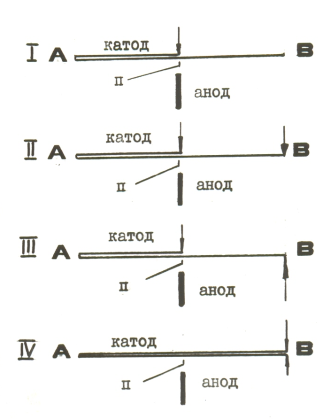 I A катод B
п анод
II A катод B
п анод
III A катод B
п анод
IV A катод B
п анод